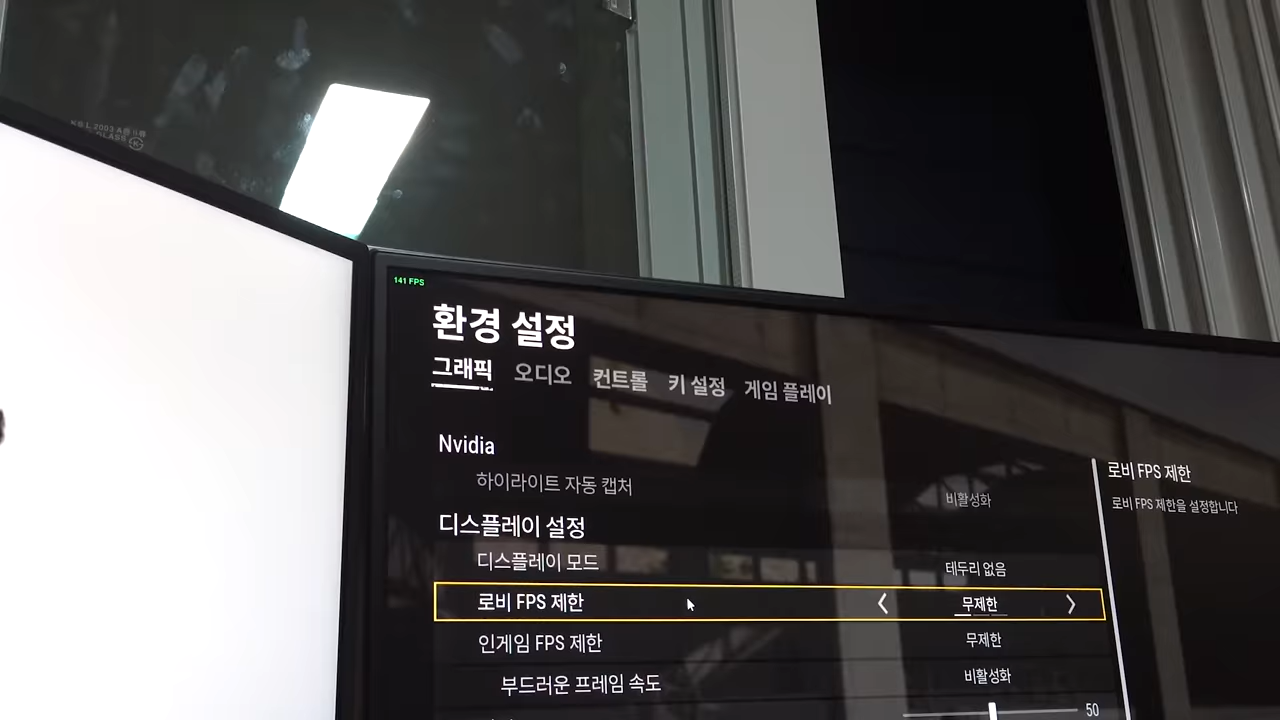 141 FPS
환경 설정
그래픽 오디오 컨트롤 키 설정 게임 플레이
Nvidia
하이라이트 자동 캡처 비활성화
디스플레이 설정
디스플레이 모드 테두리 없음
로비 FPS 제한 무제한
인게임 FPS 제한 무제한
부드러운 프레임 속도 비활성화
50
로비 FPS 제한
로비 FPS 제한을 설정합니다